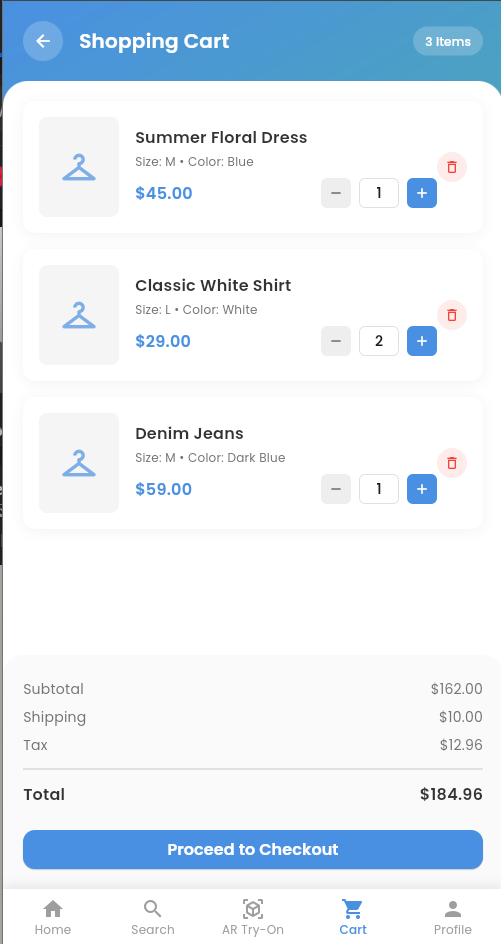 Shopping Cart
3 Items
Summer Floral Dress
Size: M • Color: Blue
$45.00
− 1 +
Classic White Shirt
Size: L • Color: White
$29.00
− 2 +
Denim Jeans
Size: M • Color: Dark Blue
$59.00
− 1 +
Subtotal $162.00
Shipping $10.00
Tax $12.96
Total $184.96
Proceed to Checkout
Home Search AR Try-On Cart Profile